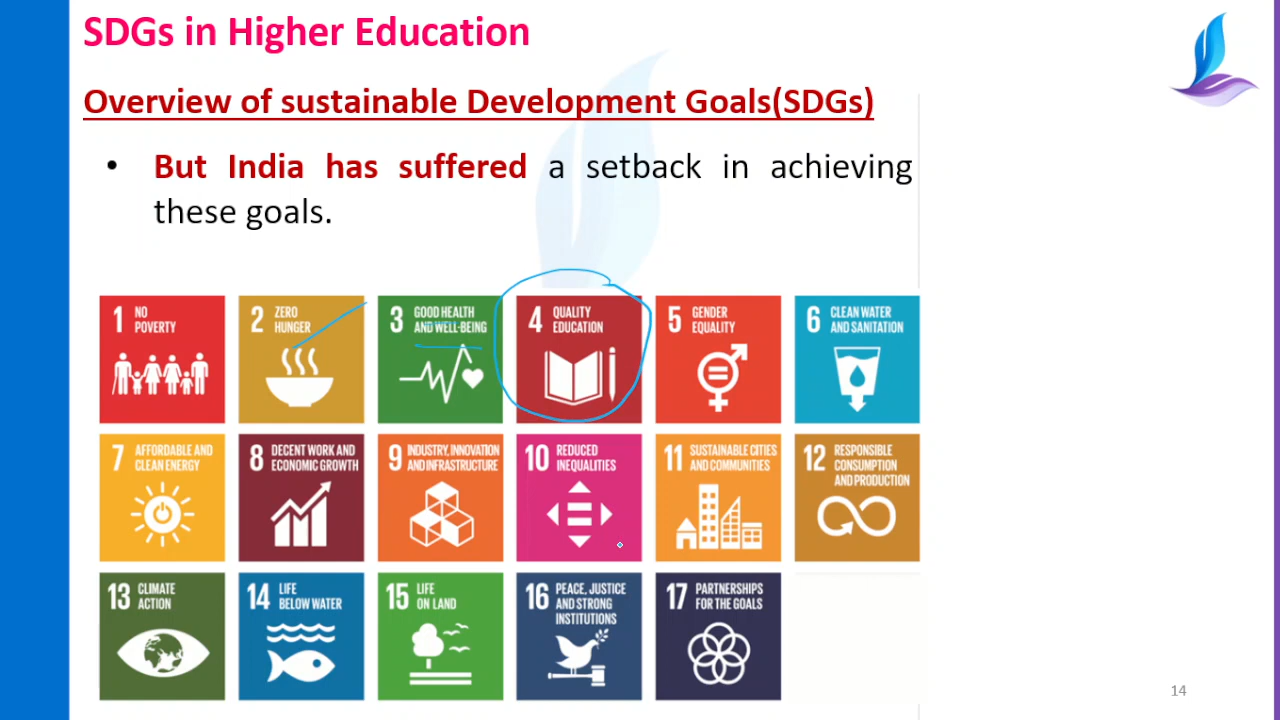 SDGs in Higher Education
Overview of sustainable Development Goals(SDGs)
• But India has suffered a setback in achieving
these goals.
1 NO
POVERTY
2 ZERO
HUNGER
3 GOOD HEALTH
AND WELL-BEING
4 QUALITY
EDUCATION
5 GENDER
EQUALITY
6 CLEAN WATER
AND SANITATION
7 AFFORDABLE AND
CLEAN ENERGY
8 DECENT WORK AND
ECONOMIC GROWTH
9 INDUSTRY, INNOVATION
AND INFRASTRUCTURE
10 REDUCED
INEQUALITIES
11 SUSTAINABLE CITIES
AND COMMUNITIES
12 RESPONSIBLE
CONSUMPTION
AND PRODUCTION
13 CLIMATE
ACTION
14 LIFE
BELOW WATER
15 LIFE
ON LAND
16 PEACE, JUSTICE
AND STRONG
INSTITUTIONS
17 PARTNERSHIPS
FOR THE GOALS
14